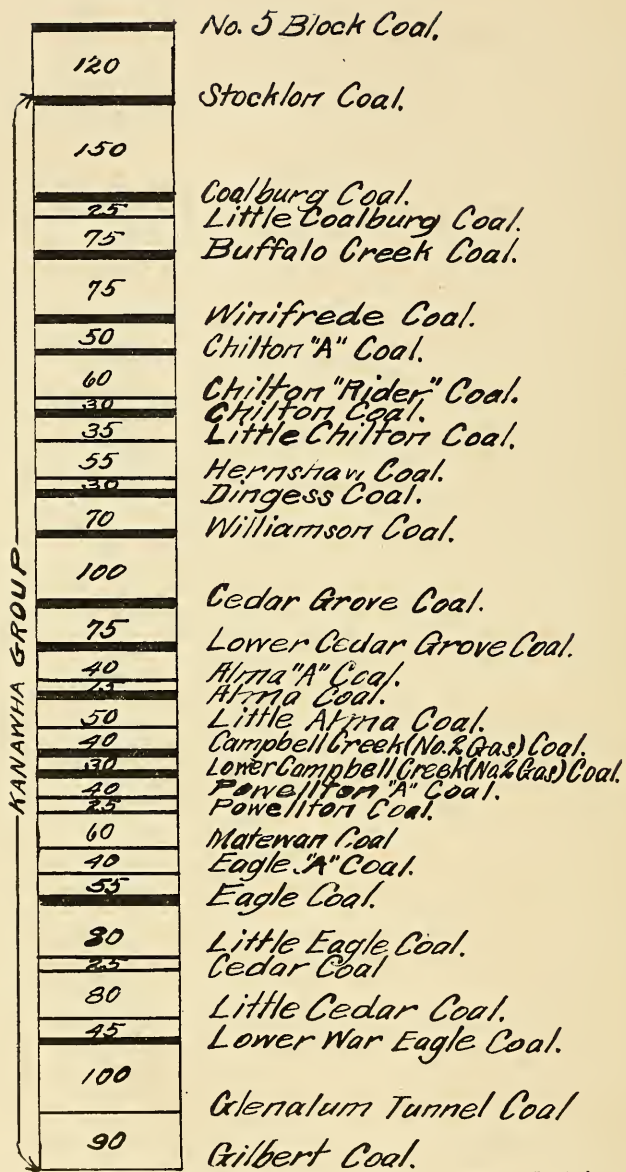 No. 5 Block Coal.
120
Stockton Coal.
150
Coalburg Coal.
25
Little Coalburg Coal.
75
Buffalo Creek Coal.
75
Winifrede Coal.
50
Chilton "A" Coal.
60
Chilton "Rider" Coal.
30
Chilton Coal.
35
Little Chilton Coal.
55
Hernshaw Coal.
30
Dingess Coal.
70
Williamson Coal.
100
Cedar Grove Coal.
75
Lower Cedar Grove Coal.
40
Alma "A" Coal.
Alma Coal.
50
Little Alma Coal.
40
Campbell Creek (No.2 Gas) Coal.
30
Lower Campbell Creek (No.2 Gas) Coal.
40
Powellton "A" Coal.
25
Powellton Coal.
60
Matewan Coal
40
Eagle "A" Coal.
55
Eagle Coal.
80
Little Eagle Coal.
25
Cedar Coal
80
Little Cedar Coal.
45
Lower War Eagle Coal.
100
Glenalum Tunnel Coal
90
Gilbert Coal.
KANAWHA GROUP